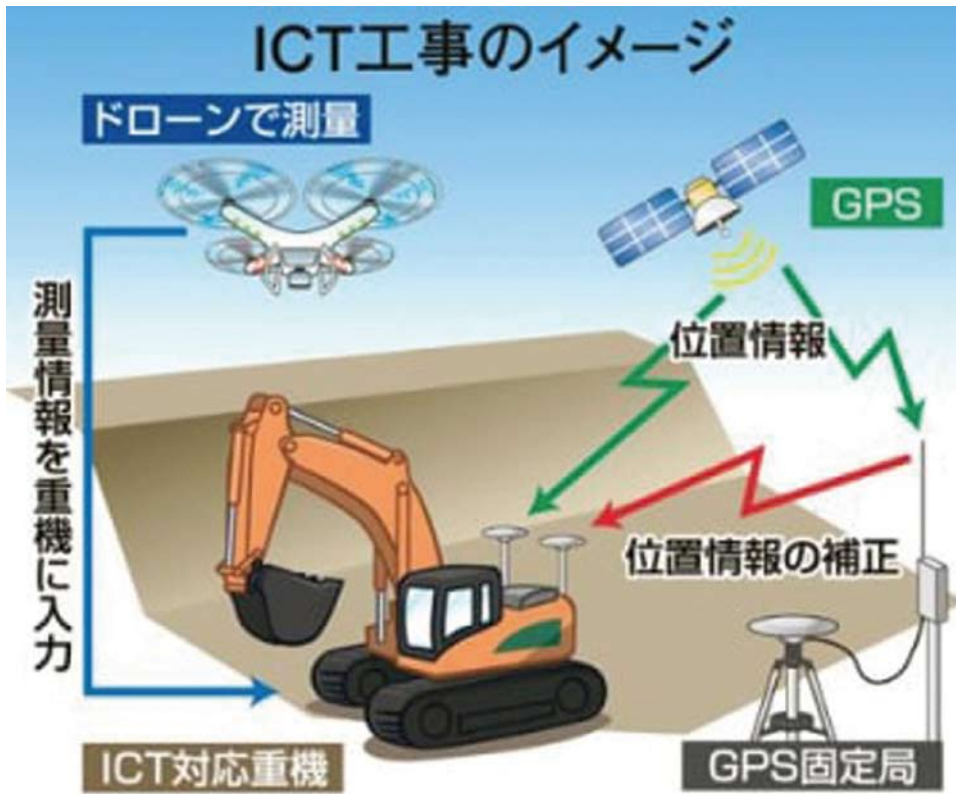 ICT工事のイメージ
ドローンで測量
GPS
測量情報を重機に入力
位置情報
位置情報の補正
ICT対応重機
GPS固定局